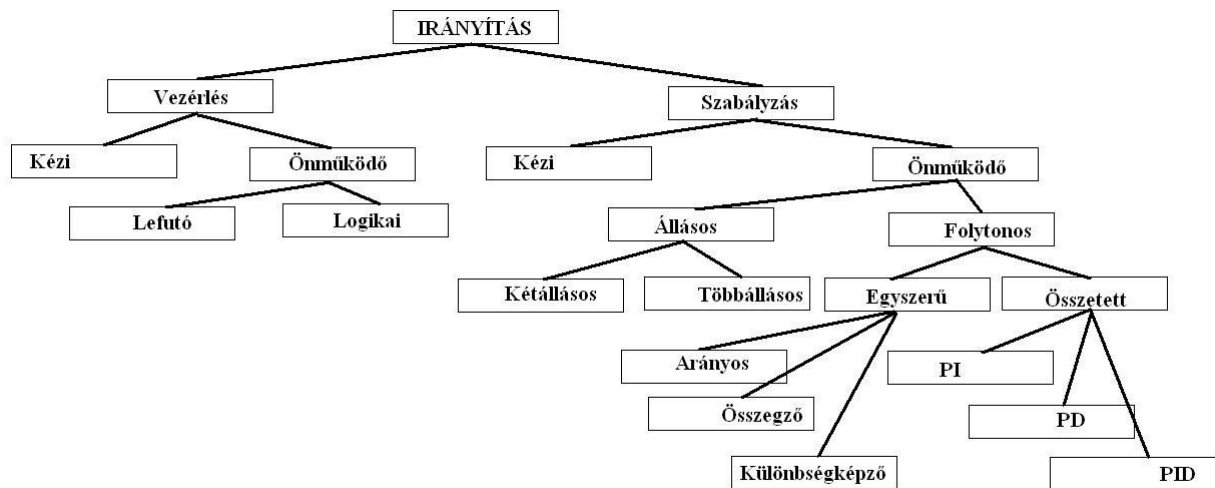 IRÁNYÍTÁS
Vezérlés
Szabályzás
Kézi
Önműködő
Kézi
Önműködő
Lefutó
Logikai
Állásos
Folytonos
Kétállásos
Többállásos
Egyszerű
Összetett
Arányos
PI
Összegző
PD
Különbségképző
PID